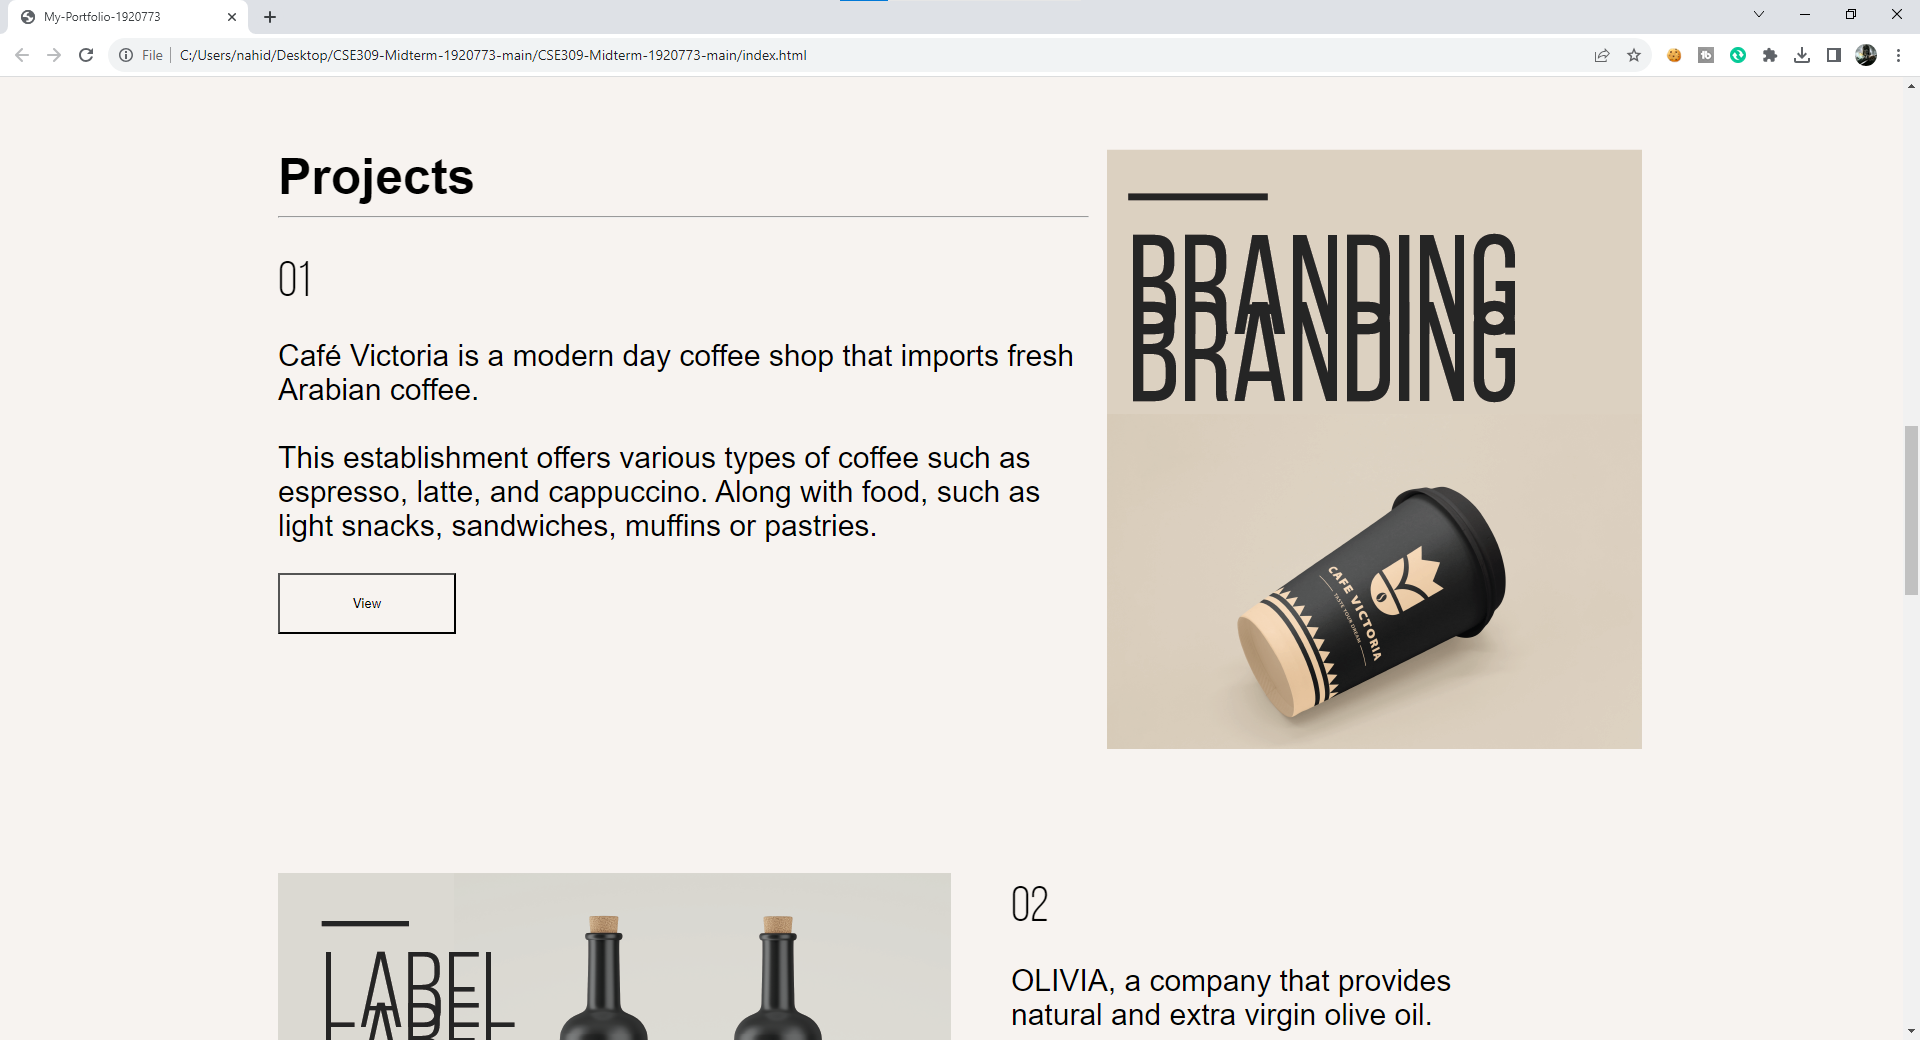 My-Portfolio-1920773
File
C:/Users/nahid/Desktop/CSE309-Midterm-1920773-main/CSE309-Midterm-1920773-main/index.html
Projects
01
Café Victoria is a modern day coffee shop that imports fresh
Arabian coffee.
This establishment offers various types of coffee such as
espresso, latte, and cappuccino. Along with food, such as
light snacks, sandwiches, muffins or pastries.
View
BRANDING
BRANDING
CAFE VICTORIA
TASTE YOUR DREAM
LABEL
LABEL
02
OLIVIA, a company that provides
natural and extra virgin olive oil.